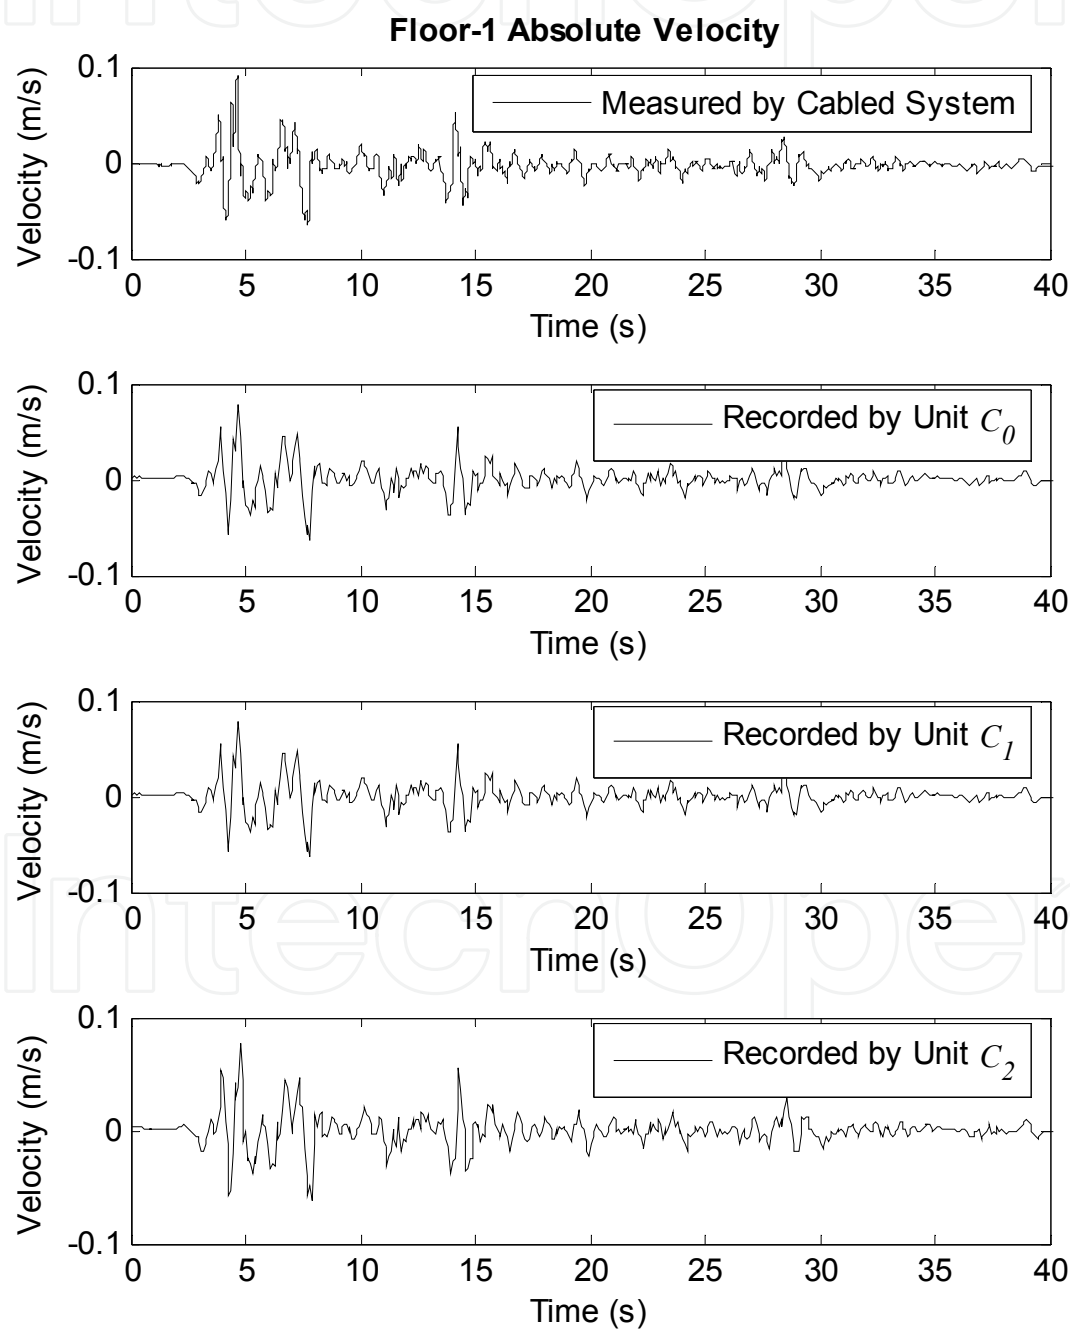 Floor-1 Absolute Velocity
0.1
Measured by Cabled System
Velocity (m/s)
0
-0.1
0 5 10 15 20 25 30 35 40
Time (s)
0.1
Recorded by Unit C_0
Velocity (m/s)
0
-0.1
0 5 10 15 20 25 30 35 40
Time (s)
0.1
Recorded by Unit C_1
Velocity (m/s)
0
-0.1
0 5 10 15 20 25 30 35 40
Time (s)
0.1
Recorded by Unit C_2
Velocity (m/s)
0
-0.1
0 5 10 15 20 25 30 35 40
Time (s)